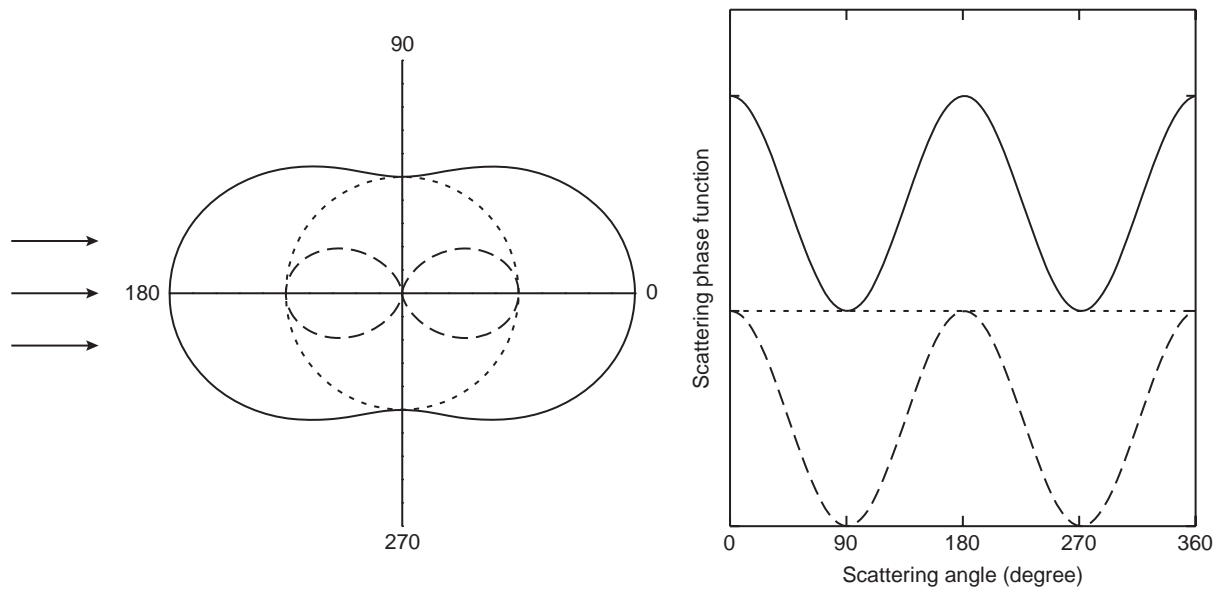 90
180
0
270
Scattering phase function
0 90 180 270 360
Scattering angle (degree)